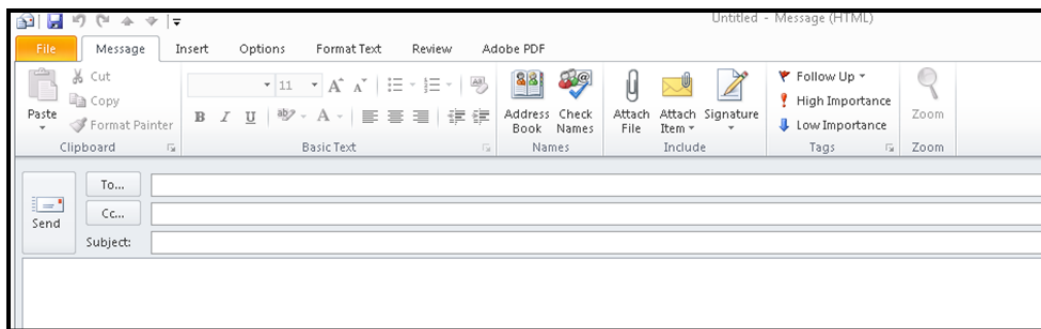 Untitled - Message (HTML)
File Message Insert Options Format Text Review Adobe PDF
Paste
Cut
Copy
Format Painter
Clipboard
11 A A
B I U ab A
Basic Text
Address Book
Check Names
Names
Attach File
Attach Item
Signature
Include
Follow Up
High Importance
Low Importance
Tags
Zoom
Zoom
Send
To...
Cc...
Subject: